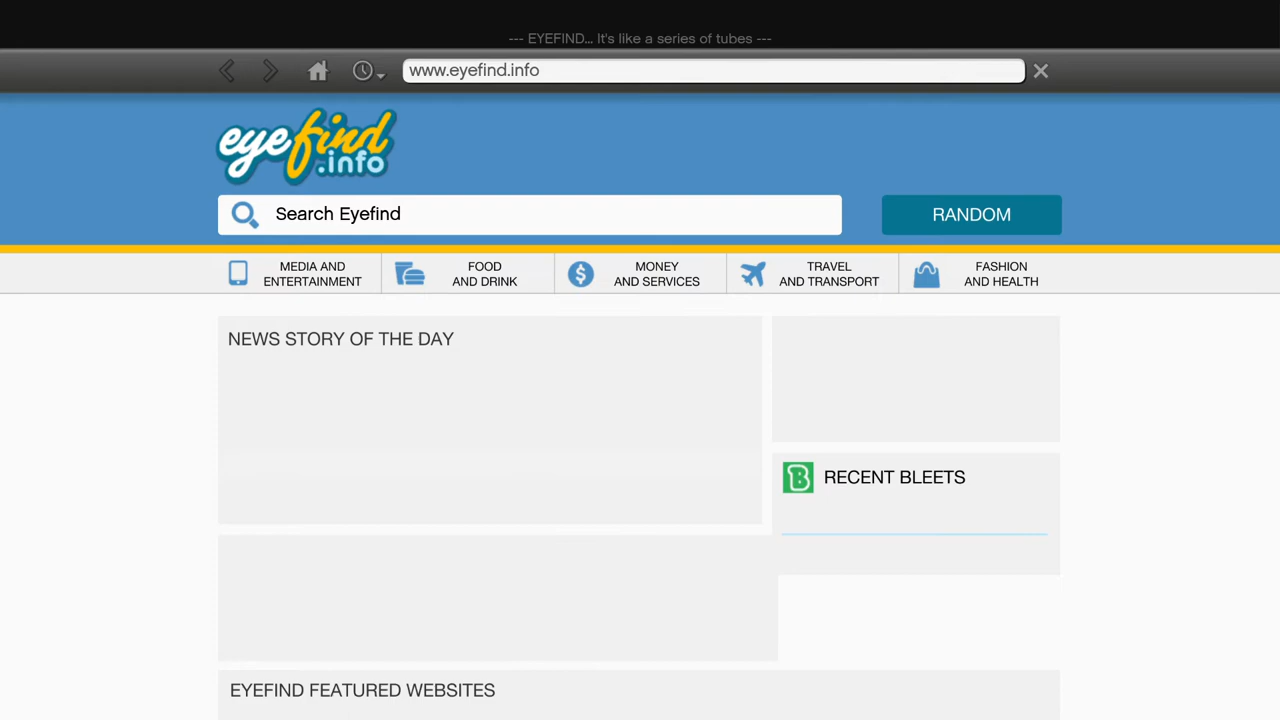 --- EYEFIND... It's like a series of tubes ---
www.eyefind.info
eyefind
.info
Search Eyefind
RANDOM
MEDIA AND
ENTERTAINMENT
FOOD
AND DRINK
MONEY
AND SERVICES
TRAVEL
AND TRANSPORT
FASHION
AND HEALTH
NEWS STORY OF THE DAY
B RECENT BLEETS
EYEFIND FEATURED WEBSITES